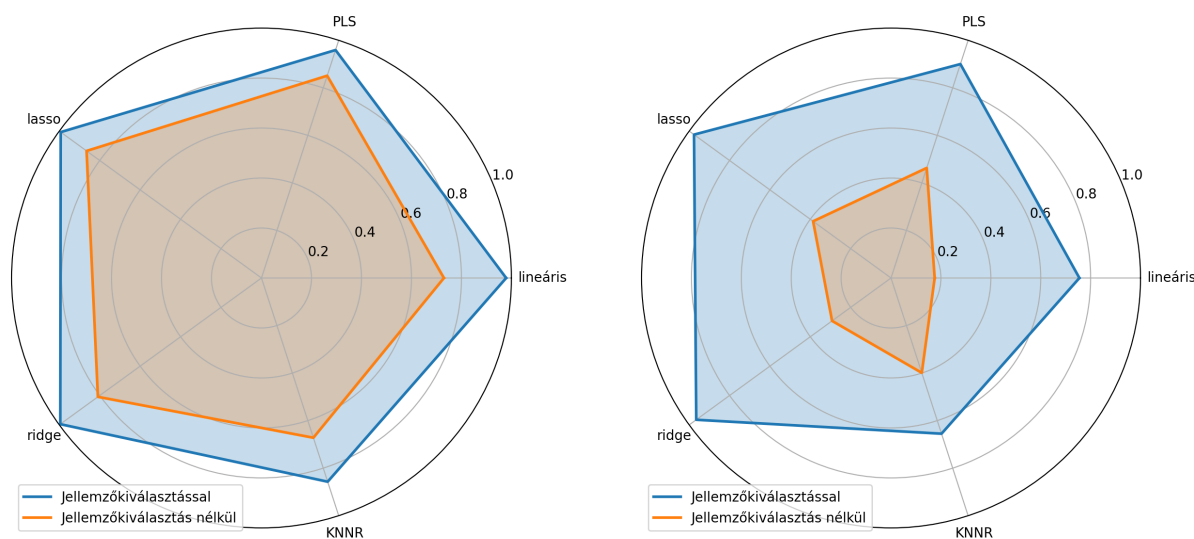 PLS
lasso
1.0
0.8
0.6
0.4
0.2
lineáris
ridge
KNNR
Jellemzőkiválasztással
Jellemzőkiválasztás nélkül
PLS
lasso
1.0
0.8
0.6
0.4
0.2
lineáris
ridge
KNNR
Jellemzőkiválasztással
Jellemzőkiválasztás nélkül